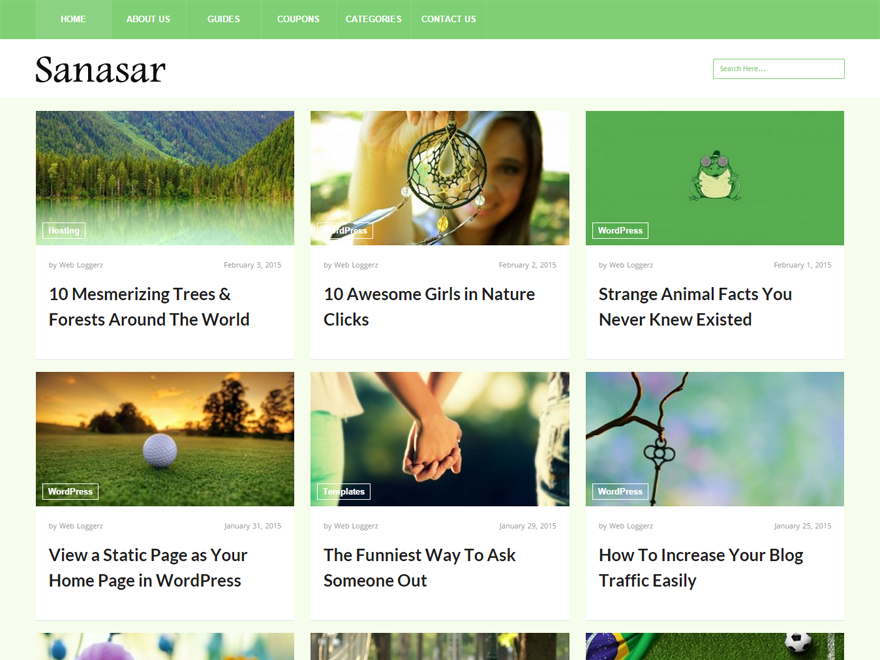 HOME ABOUT US GUIDES COUPONS CATEGORIES CONTACT US
Sanasar
Search Here...
Hosting
WordPress
WordPress
by Web Loggerz February 3, 2015
by Web Loggerz February 2, 2015
by Web Loggerz February 1, 2015
10 Mesmerizing Trees &
Forests Around The World
10 Awesome Girls in Nature
Clicks
Strange Animal Facts You
Never Knew Existed
WordPress
Templates
WordPress
by Web Loggerz January 31, 2015
by Web Loggerz January 29, 2015
by Web Loggerz January 25, 2015
View a Static Page as Your
Home Page in WordPress
The Funniest Way To Ask
Someone Out
How To Increase Your Blog
Traffic Easily